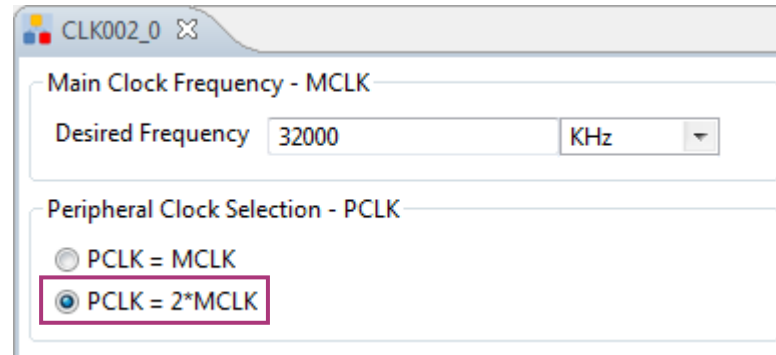 CLK002_0
Main Clock Frequency - MCLK
Desired Frequency 32000 KHz
Peripheral Clock Selection - PCLK
PCLK = MCLK
PCLK = 2*MCLK